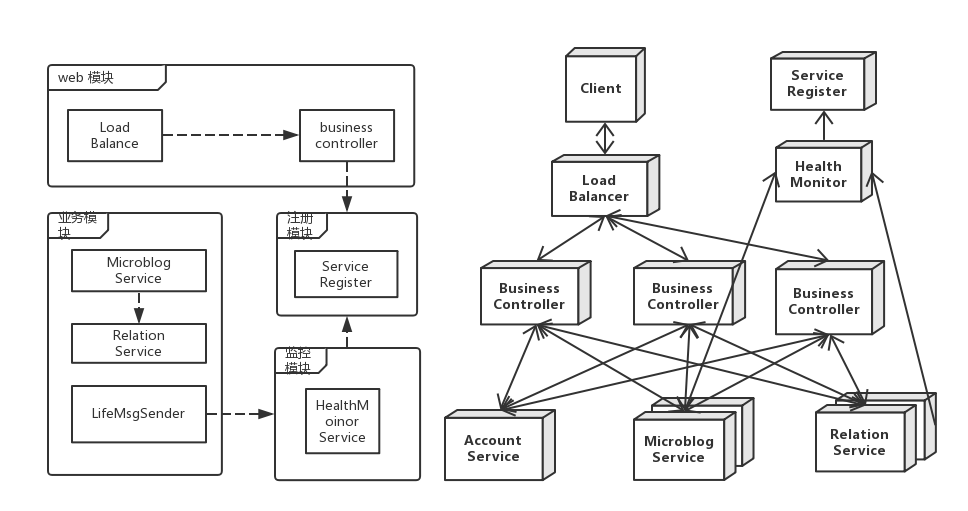 web 模块
Load
Balance
business
controller
业务模
块
Microblog
Service
Relation
Service
LifeMsgSender
注册
模块
Service
Register
监控
模块
HealthM
oinor
Service
Client
Load
Balancer
Service
Register
Health
Monitor
Business
Controller
Business
Controller
Business
Controller
Account
Service
Microblog
Service
Relation
Service